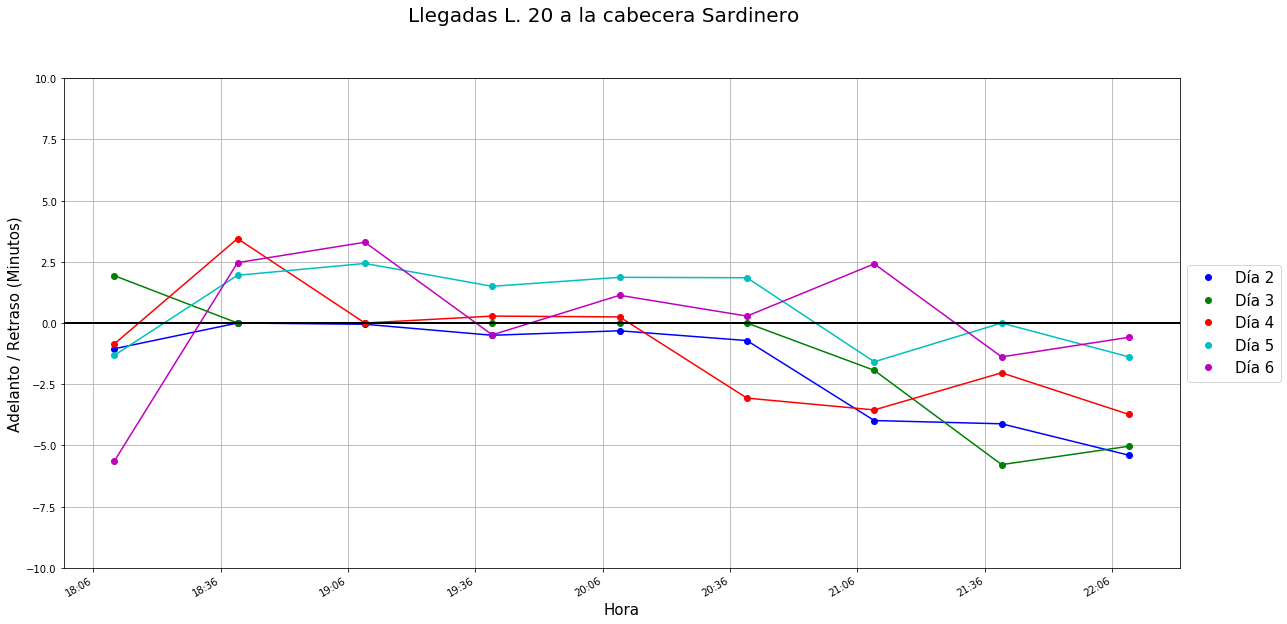 Llegadas L. 20 a la cabecera Sardinero
Adelanto / Retraso (Minutos)
10.0
7.5
5.0
2.5
0.0
−2.5
−5.0
−7.5
−10.0
18:06
18:36
19:06
19:36
20:06
20:36
21:06
21:36
22:06
Hora
Día 2
Día 3
Día 4
Día 5
Día 6